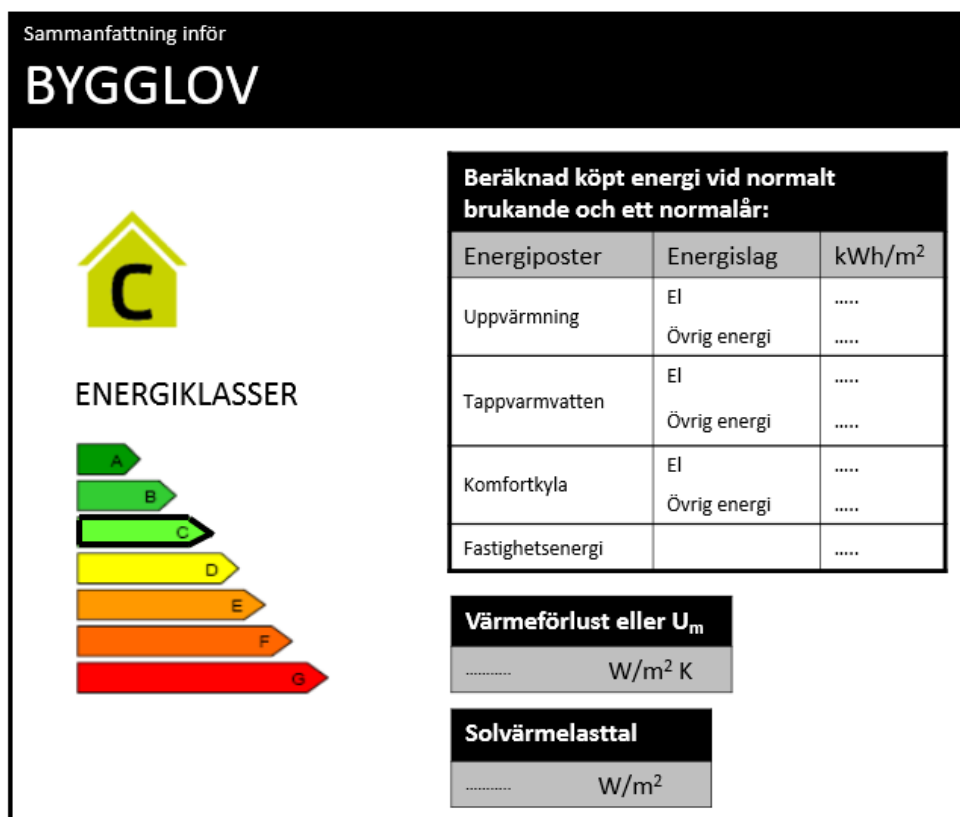 Sammanfattning inför
BYGGLOV
C
ENERGIKLASSER
A
B
C
D
E
F
G
Beräknad köpt energi vid normalt
brukande och ett normalår:
Energiposter Energislag kWh/m²
Uppvärmning
El .....
Övrig energi .....
Tappvarmvatten
El .....
Övrig energi .....
Komfortkyla
El .....
Övrig energi .....
Fastighetsenergi .....
Värmeförlust eller Uₘ
........... W/m² K
Solvärmelasttal
........... W/m²